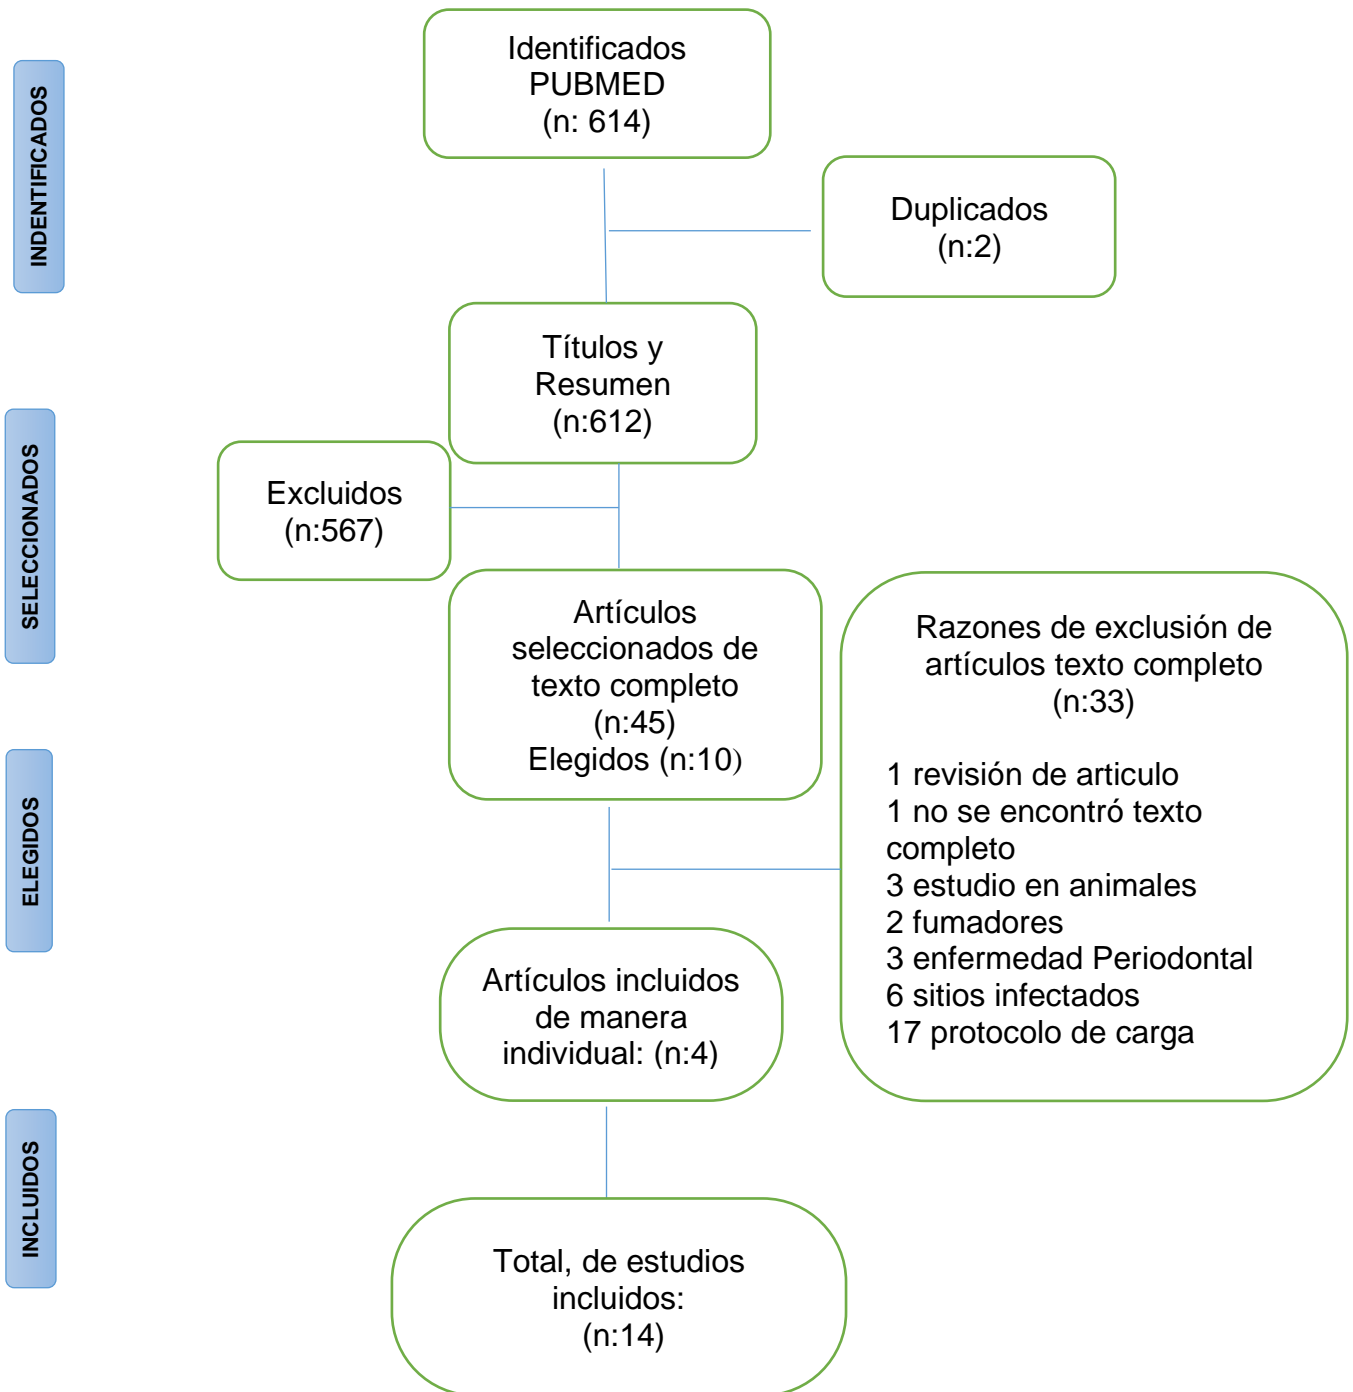 INDENTIFICADOS
Identificados
PUBMED
(n: 614)
Duplicados
(n:2)
Títulos y
Resumen
(n:612)
SELECCIONADOS
Excluidos
(n:567)
Artículos
seleccionados de
texto completo
(n:45)
Elegidos (n:10)
Razones de exclusión de
artículos texto completo
(n:33)
1 revisión de articulo
1 no se encontró texto
completo
3 estudio en animales
2 fumadores
3 enfermedad Periodontal
6 sitios infectados
17 protocolo de carga
ELEGIDOS
Artículos incluidos
de manera
individual: (n:4)
INCLUIDOS
Total, de estudios
incluidos:
(n:14)